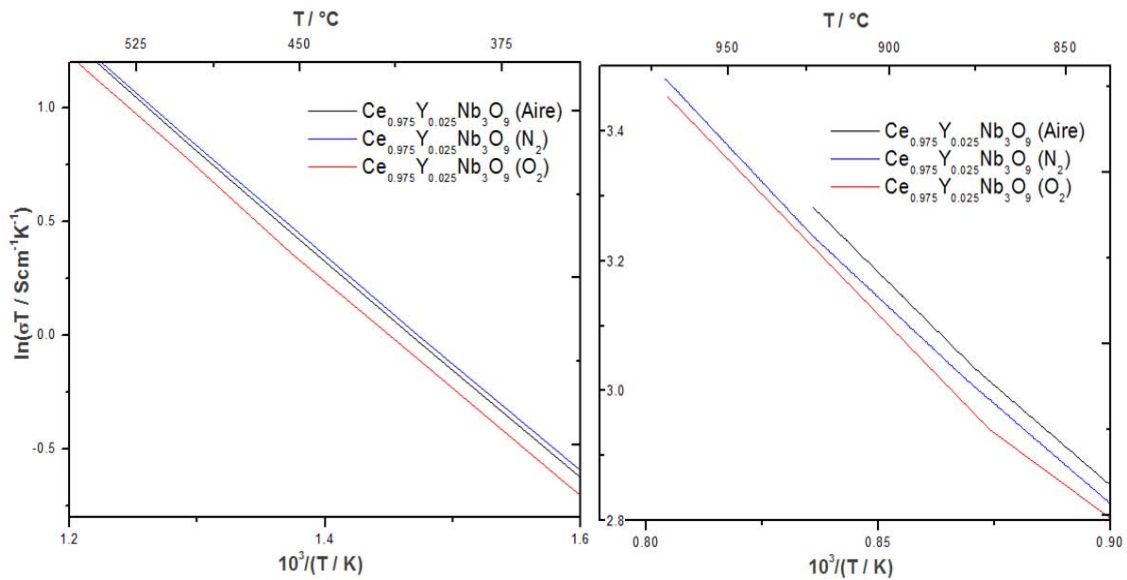 T / °C
525 450 375
1.0
0.5
0.0
-0.5
ln(σT / Scm⁻¹K⁻¹)
Ce₀.₉₇₅Y₀.₀₂₅Nb₃O₉ (Aire)
Ce₀.₉₇₅Y₀.₀₂₅Nb₃O₉ (N₂)
Ce₀.₉₇₅Y₀.₀₂₅Nb₃O₉ (O₂)
1.2 1.4 1.6
10³/(T / K)
T / °C
950 900 850
3.4
3.2
3.0
2.8
Ce₀.₉₇₅Y₀.₀₂₅Nb₃O₉ (Aire)
Ce₀.₉₇₅Y₀.₀₂₅Nb₃O₉ (N₂)
Ce₀.₉₇₅Y₀.₀₂₅Nb₃O₉ (O₂)
0.80 0.85 0.90
10³/(T / K)